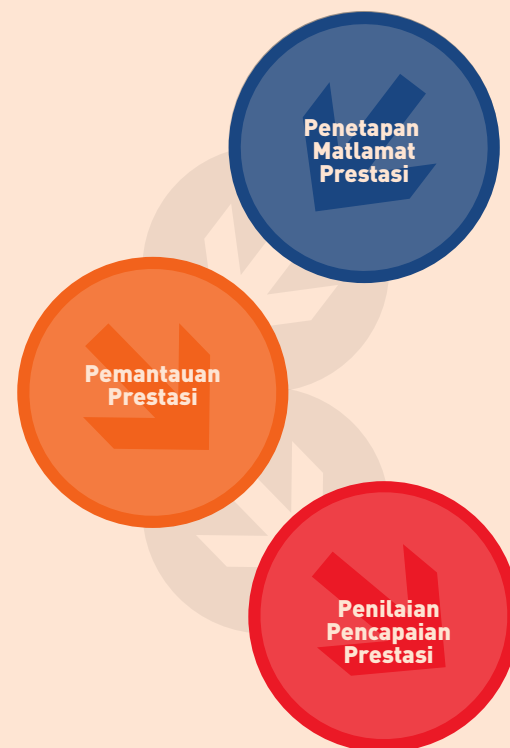 Penetapan
Matlamat
Prestasi
Pemantauan
Prestasi
Penilaian
Pencapaian
Prestasi